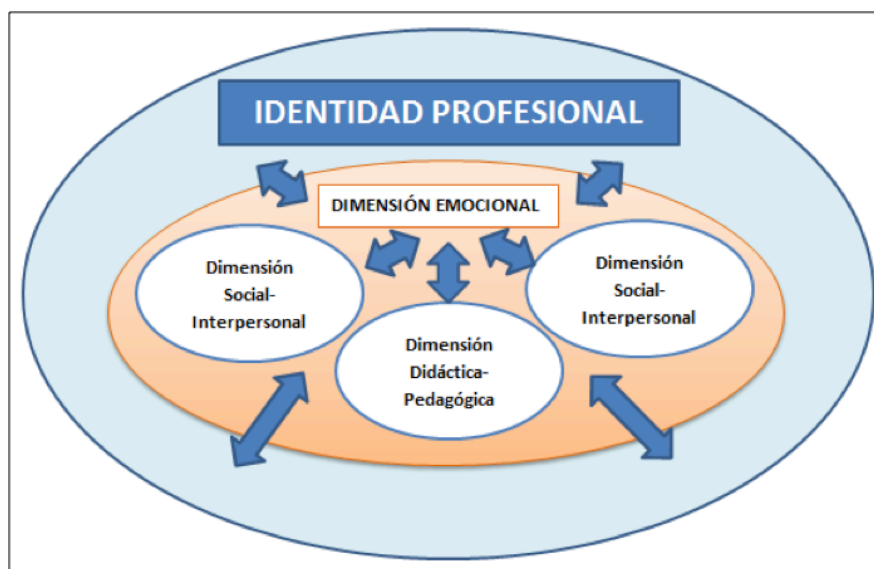 IDENTIDAD PROFESIONAL
DIMENSIÓN EMOCIONAL
Dimensión
Social-
Interpersonal
Dimensión
Didáctica-
Pedagógica
Dimensión
Social-
Interpersonal